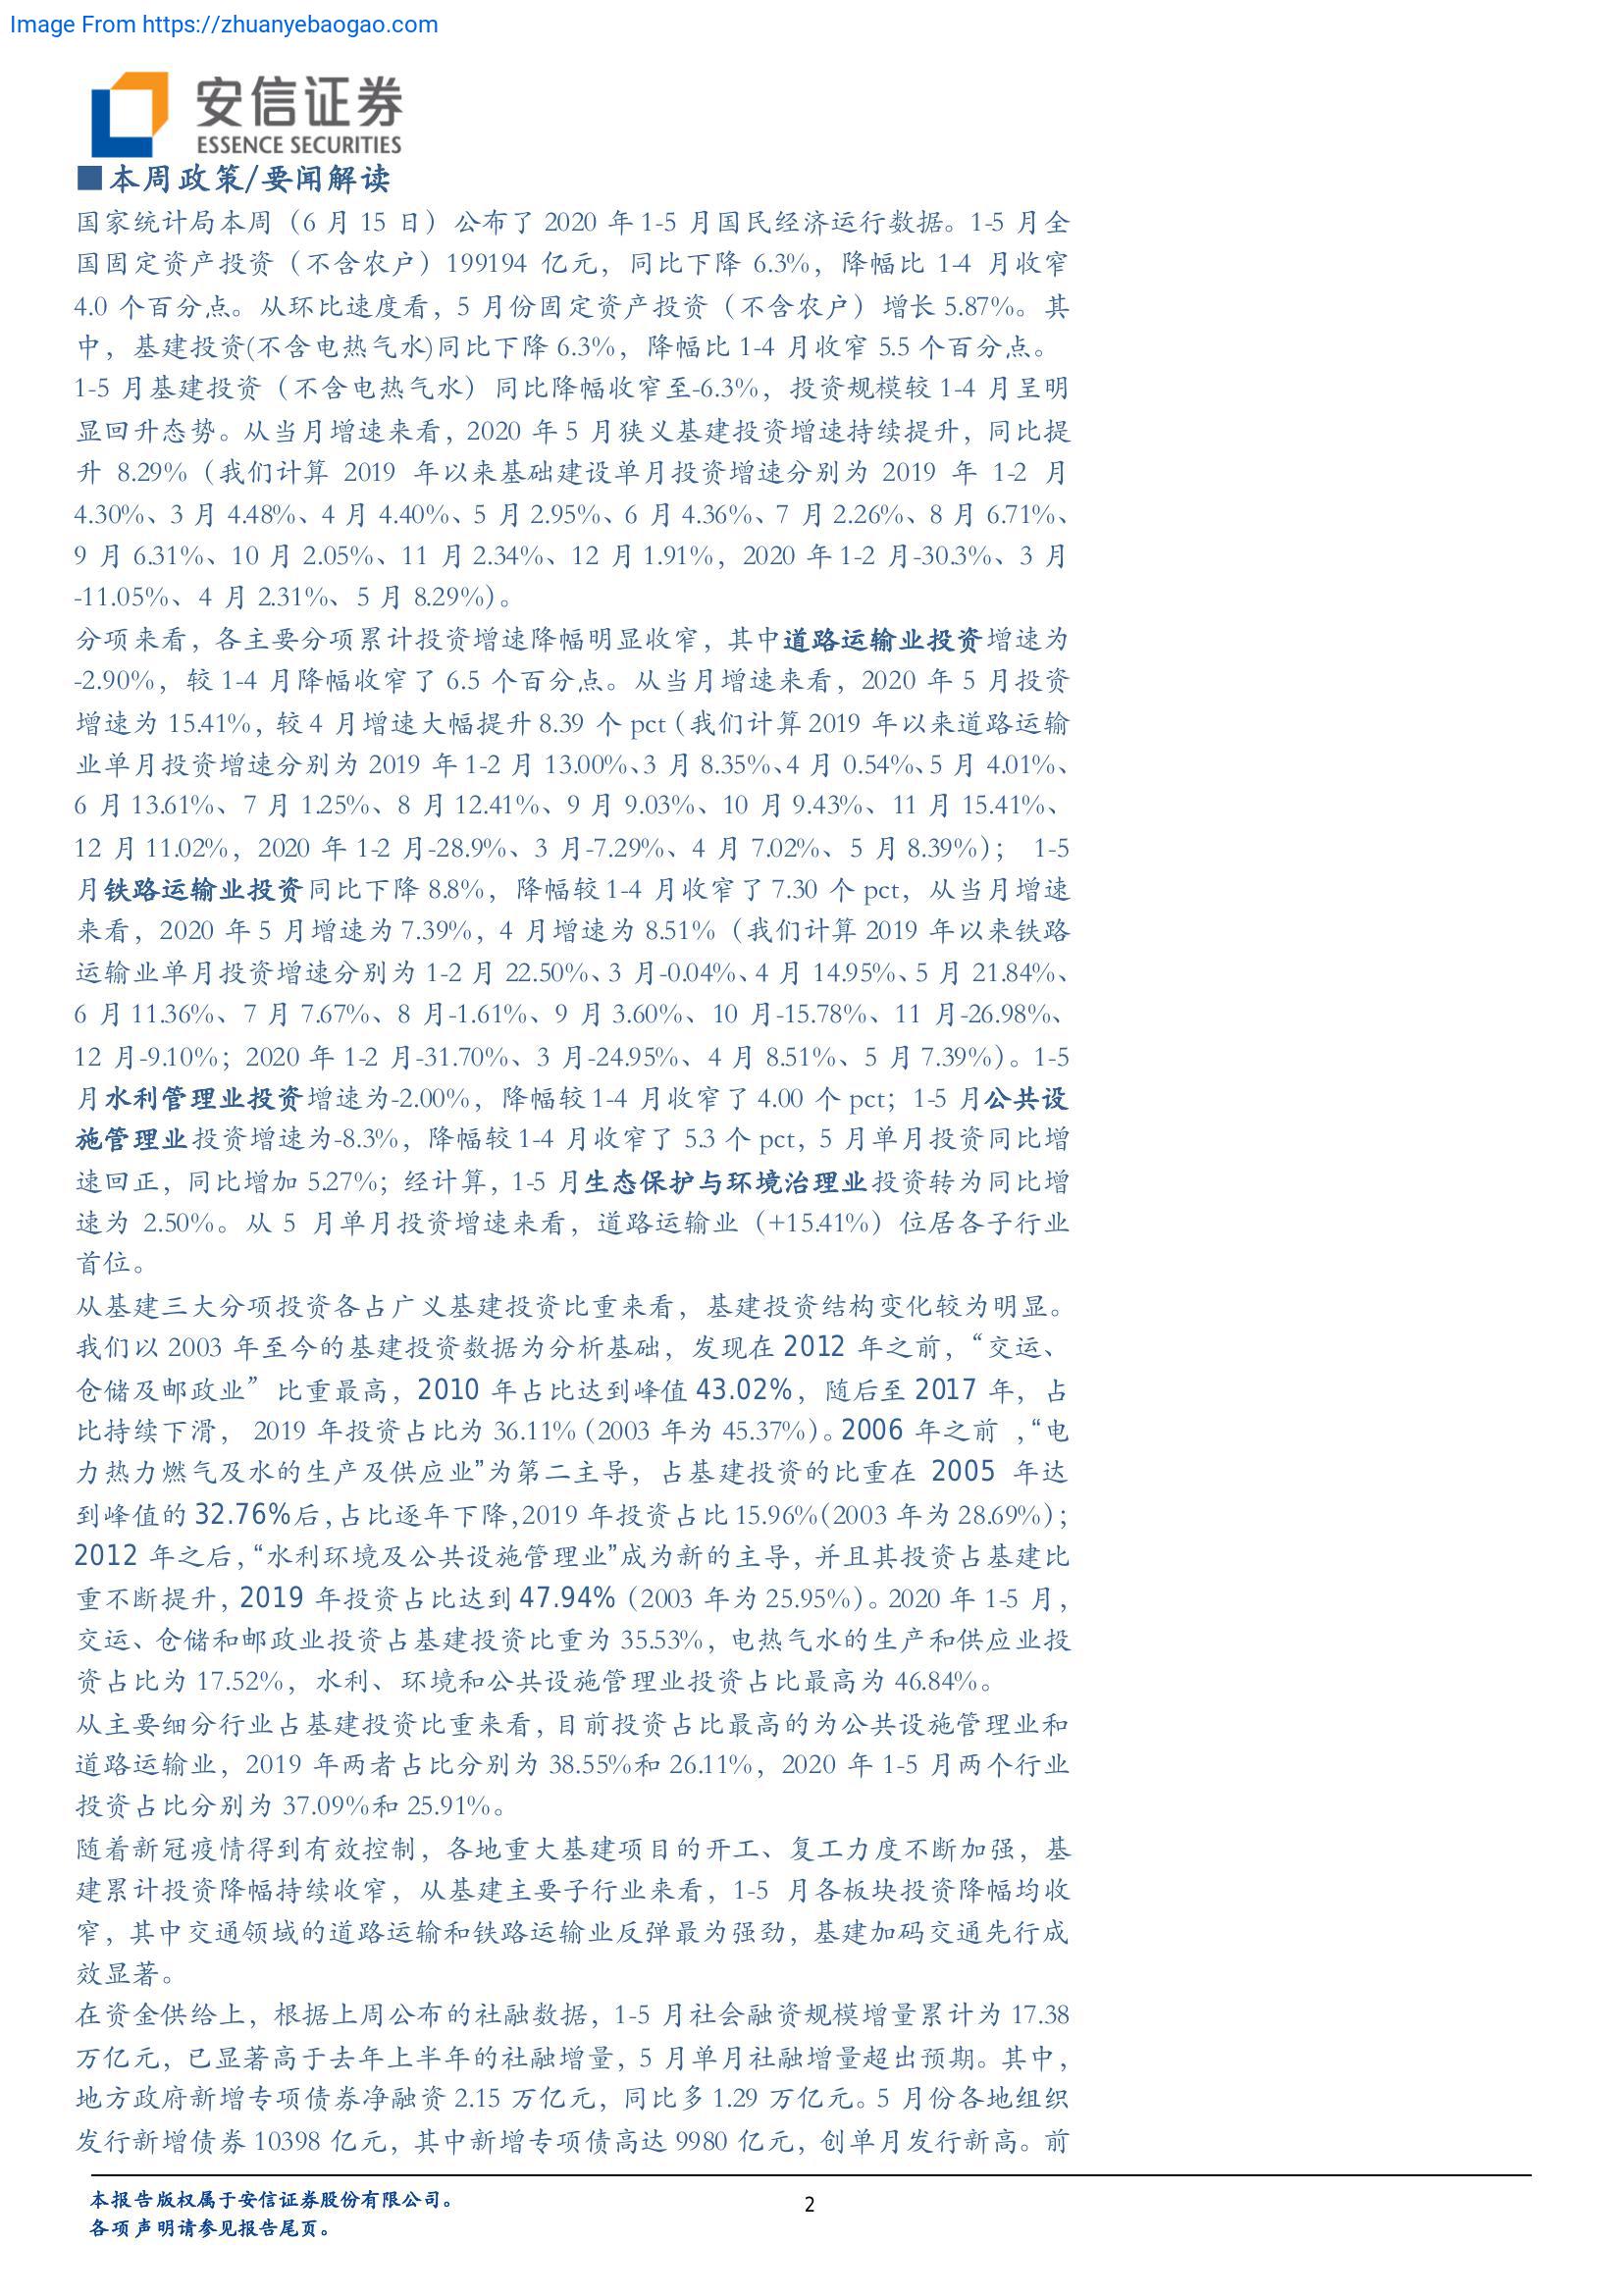 Image From https://zhuanyebaogao.com
安信证券
ESSENCE SECURITIES
■本周政策/要闻解读
国家统计局本周（6 月 15 日）公布了 2020 年 1-5 月国民经济运行数据。1-5 月全
国固定资产投资（不含农户）199194 亿元，同比下降 6.3%，降幅比 1-4 月收窄
4.0 个百分点。从环比速度看，5 月份固定资产投资（不含农户）增长 5.87%。其
中，基建投资(不含电热气水)同比下降 6.3%，降幅比 1-4 月收窄 5.5 个百分点。
1-5 月基建投资（不含电热气水）同比降幅收窄至-6.3%，投资规模较 1-4 月呈明
显回升态势。从当月增速来看，2020 年 5 月狭义基建投资增速持续提升，同比提
升 8.29%（我们计算 2019 年以来基础建设单月投资增速分别为 2019 年 1-2 月
4.30%、3 月 4.48%、4 月 4.40%、5 月 2.95%、6 月 4.36%、7 月 2.26%、8 月 6.71%、
9 月 6.31%、10 月 2.05%、11 月 2.34%、12 月 1.91%，2020 年 1-2 月-30.3%、3 月
-11.05%、4 月 2.31%、5 月 8.29%）。
分项来看，各主要分项累计投资增速降幅明显收窄，其中道路运输业投资增速为
-2.90%，较 1-4 月降幅收窄了 6.5 个百分点。从当月增速来看，2020 年 5 月投资
增速为 15.41%，较 4 月增速大幅提升 8.39 个 pct（我们计算 2019 年以来道路运输
业单月投资增速分别为 2019 年 1-2 月 13.00%、3 月 8.35%、4 月 0.54%、5 月 4.01%、
6 月 13.61%、7 月 1.25%、8 月 12.41%、9 月 9.03%、10 月 9.43%、11 月 15.41%、
12 月 11.02%，2020 年 1-2 月-28.9%、3 月-7.29%、4 月 7.02%、5 月 8.39%）； 1-5
月铁路运输业投资同比下降 8.8%，降幅较 1-4 月收窄了 7.30 个 pct，从当月增速
来看，2020 年 5 月增速为 7.39%，4 月增速为 8.51%（我们计算 2019 年以来铁路
运输业单月投资增速分别为 1-2 月 22.50%、3 月-0.04%、4 月 14.95%、5 月 21.84%、
6 月 11.36%、7 月 7.67%、8 月-1.61%、9 月 3.60%、10 月-15.78%、11 月-26.98%、
12 月-9.10%；2020 年 1-2 月-31.70%、3 月-24.95%、4 月 8.51%、5 月 7.39%）。1-5
月水利管理业投资增速为-2.00%，降幅较 1-4 月收窄了 4.00 个 pct；1-5 月公共设
施管理业投资增速为-8.3%，降幅较 1-4 月收窄了 5.3 个 pct，5 月单月投资同比增
速回正，同比增加 5.27%；经计算，1-5 月生态保护与环境治理业投资转为同比增
速为 2.50%。从 5 月单月投资增速来看，道路运输业（+15.41%）位居各子行业
首位。
从基建三大分项投资各占广义基建投资比重来看，基建投资结构变化较为明显。
我们以 2003 年至今的基建投资数据为分析基础，发现在 2012 年之前，“交运、
仓储及邮政业” 比重最高，2010 年占比达到峰值 43.02%，随后至 2017 年，占
比持续下滑， 2019 年投资占比为 36.11%（2003 年为 45.37%）。2006 年之前 ，“电
力热力燃气及水的生产及供应业”为第二主导，占基建投资的比重在 2005 年达
到峰值的 32.76%后，占比逐年下降，2019 年投资占比 15.96%（2003 年为 28.69%）；
2012 年之后，“水利环境及公共设施管理业”成为新的主导，并且其投资占基建比
重不断提升，2019 年投资占比达到 47.94%（2003 年为 25.95%）。2020 年 1-5 月，
交运、仓储和邮政业投资占基建投资比重为 35.53%，电热气水的生产和供应业投
资占比为 17.52%，水利、环境和公共设施管理业投资占比最高为 46.84%。
从主要细分行业占基建投资比重来看，目前投资占比最高的为公共设施管理业和
道路运输业，2019 年两者占比分别为 38.55%和 26.11%，2020 年 1-5 月两个行业
投资占比分别为 37.09%和 25.91%。
随着新冠疫情得到有效控制，各地重大基建项目的开工、复工力度不断加强，基
建累计投资降幅持续收窄，从基建主要子行业来看，1-5 月各板块投资降幅均收
窄，其中交通领域的道路运输和铁路运输业反弹最为强劲，基建加码交通先行成
效显著。
在资金供给上，根据上周公布的社融数据，1-5 月社会融资规模增量累计为 17.38
万亿元，已显著高于去年上半年的社融增量，5 月单月社融增量超出预期。其中，
地方政府新增专项债券净融资 2.15 万亿元，同比多 1.29 万亿元。5 月份各地组织
发行新增债券 10398 亿元，其中新增专项债高达 9980 亿元，创单月发行新高。前
本报告版权属于安信证券股份有限公司。
2
各项声明请参见报告尾页。